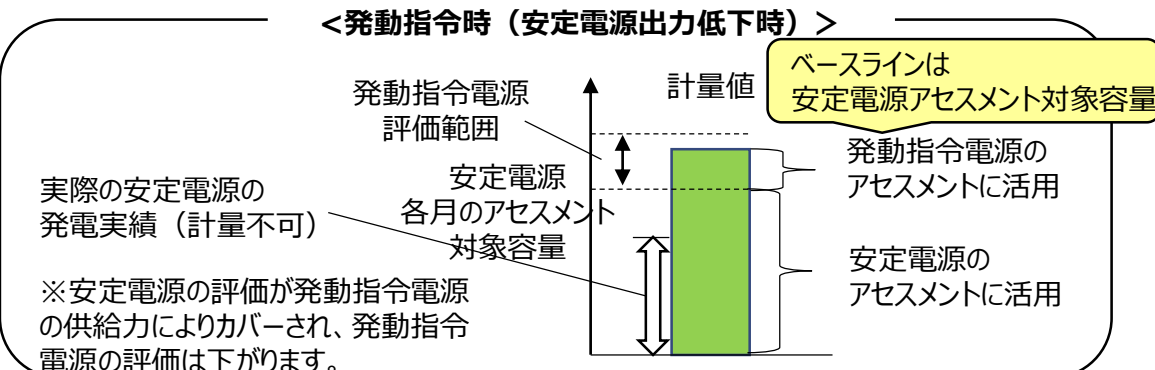 <発動指令時（安定電源出力低下時）>
計量値
ベースラインは
安定電源アセスメント対象容量
発動指令電源
評価範囲
発動指令電源の
アセスメントに活用
安定電源
各月のアセスメント
対象容量
実際の安定電源の
発電実績（計量不可）
安定電源の
アセスメントに活用
※安定電源の評価が発動指令電源
の供給力によりカバーされ、発動指令
電源の評価は下がります。